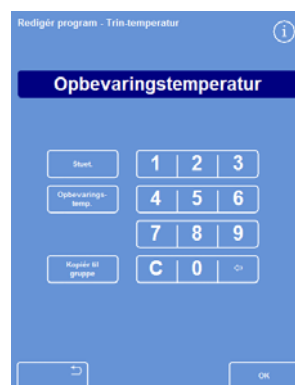 Redigér program - Trin-temperatur
i
Opbevaringstemperatur
Stuet.
1 2 3
Opbevarings-
temp.
4 5 6
7 8 9
Kopiér til
gruppe
C 0
OK